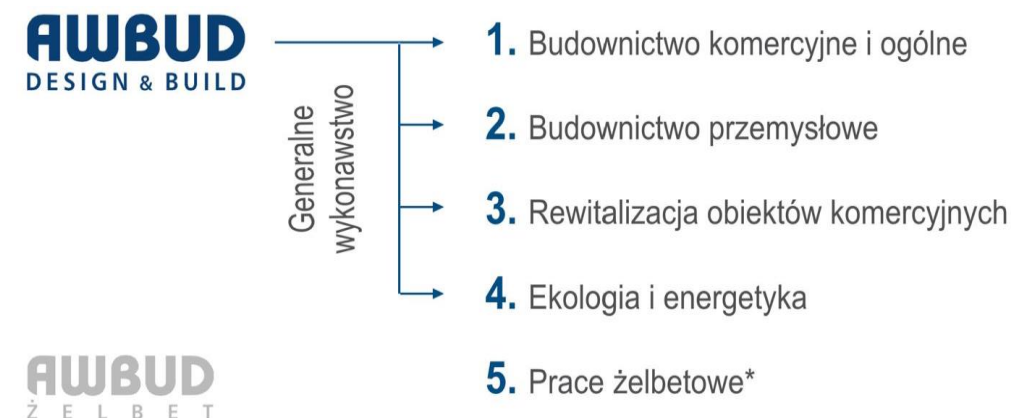 AWBUD
DESIGN & BUILD
Generalne
wykonawstwo
1. Budownictwo komercyjne i ogólne
2. Budownictwo przemysłowe
3. Rewitalizacja obiektów komercyjnych
4. Ekologia i energetyka
AWBUD
ŻELBET
5. Prace żelbetowe*